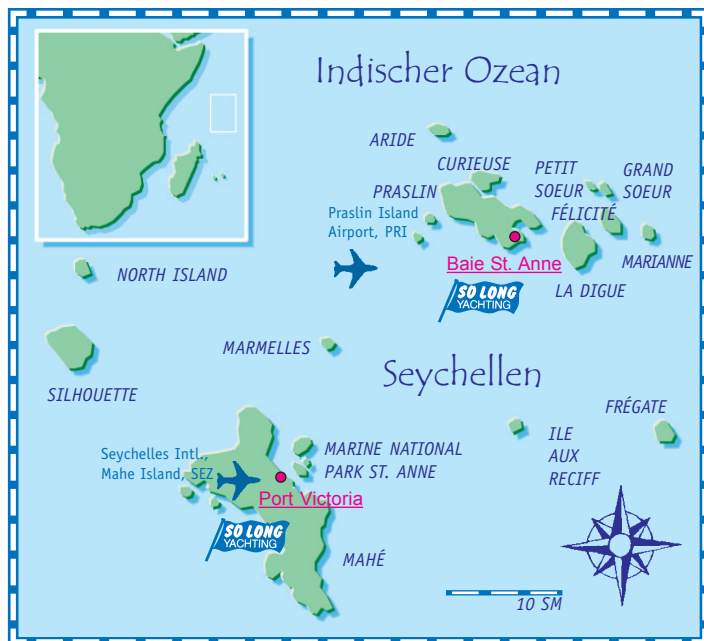 Indischer Ozean
ARIDE
CURIEUSE
PETIT
SOEUR
GRAND
SOEUR
PRASLIN
FÉLICITÉ
Praslin Island
Airport, PRI
MARIANNE
Baie St. Anne
LA DIGUE
SO LONG
YACHTING
NORTH ISLAND
MARMELLES
Seychellen
SILHOUETTE
FRÉGATE
ILE
AUX
RECIFF
MARINE NATIONAL
PARK ST. ANNE
Seychelles Intl.,
Mahe Island, SEZ
Port Victoria
SO LONG
YACHTING
MAHÉ
10 SM